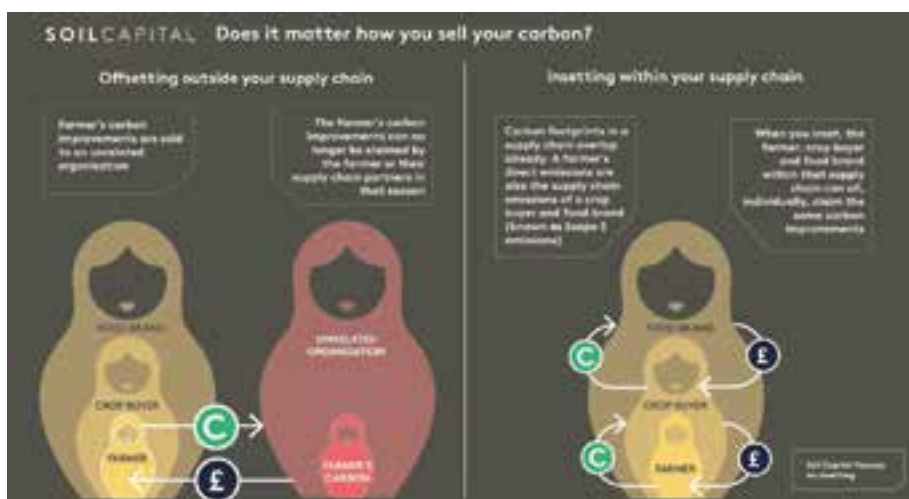 SOILCAPITAL Does it matter how you sell your carbon?
Offsetting outside your supply chain
Insetting within your supply chain
Farmer's carbon
improvements are sold
to an unrelated
organisation
The farmer's carbon
improvements can no
longer be claimed by
the farmer or their
supply chain partners in
that season
Carbon footprints in a
supply chain overlap
already. A farmer's
direct emissions are
also the supply chain
emissions of a crop
buyer and food brand
(known as Scope 3
emissions)
When you inset, the
farmer, crop buyer
and food brand
within that supply
chain can all,
individually, claim the
same carbon
improvements
FOOD BRAND
CROP BUYER
FARMER
C
£
UNRELATED
ORGANISATION
FARMER'S
CARBON
FOOD BRAND
C
£
CROP BUYER
C
£
FARMER
Soil Capital
on insetting